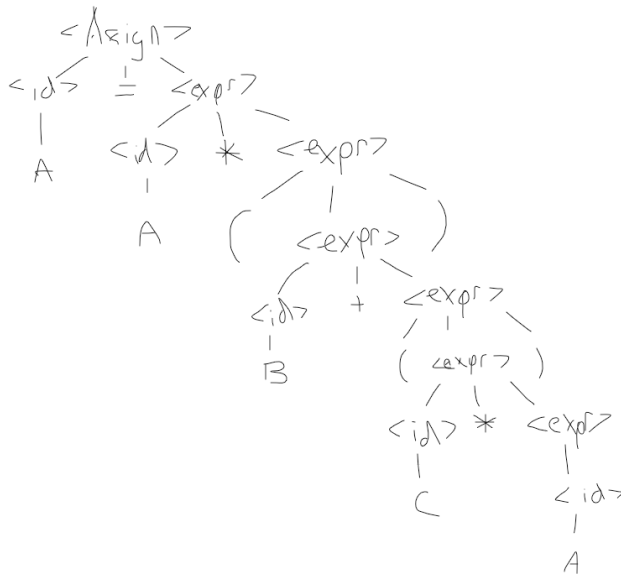 <Assign>
<id> = <expr>
A <id> * <expr>
A ( <expr> )
<id> + <expr>
B ( <expr> )
<id> * <expr>
C <id>
A